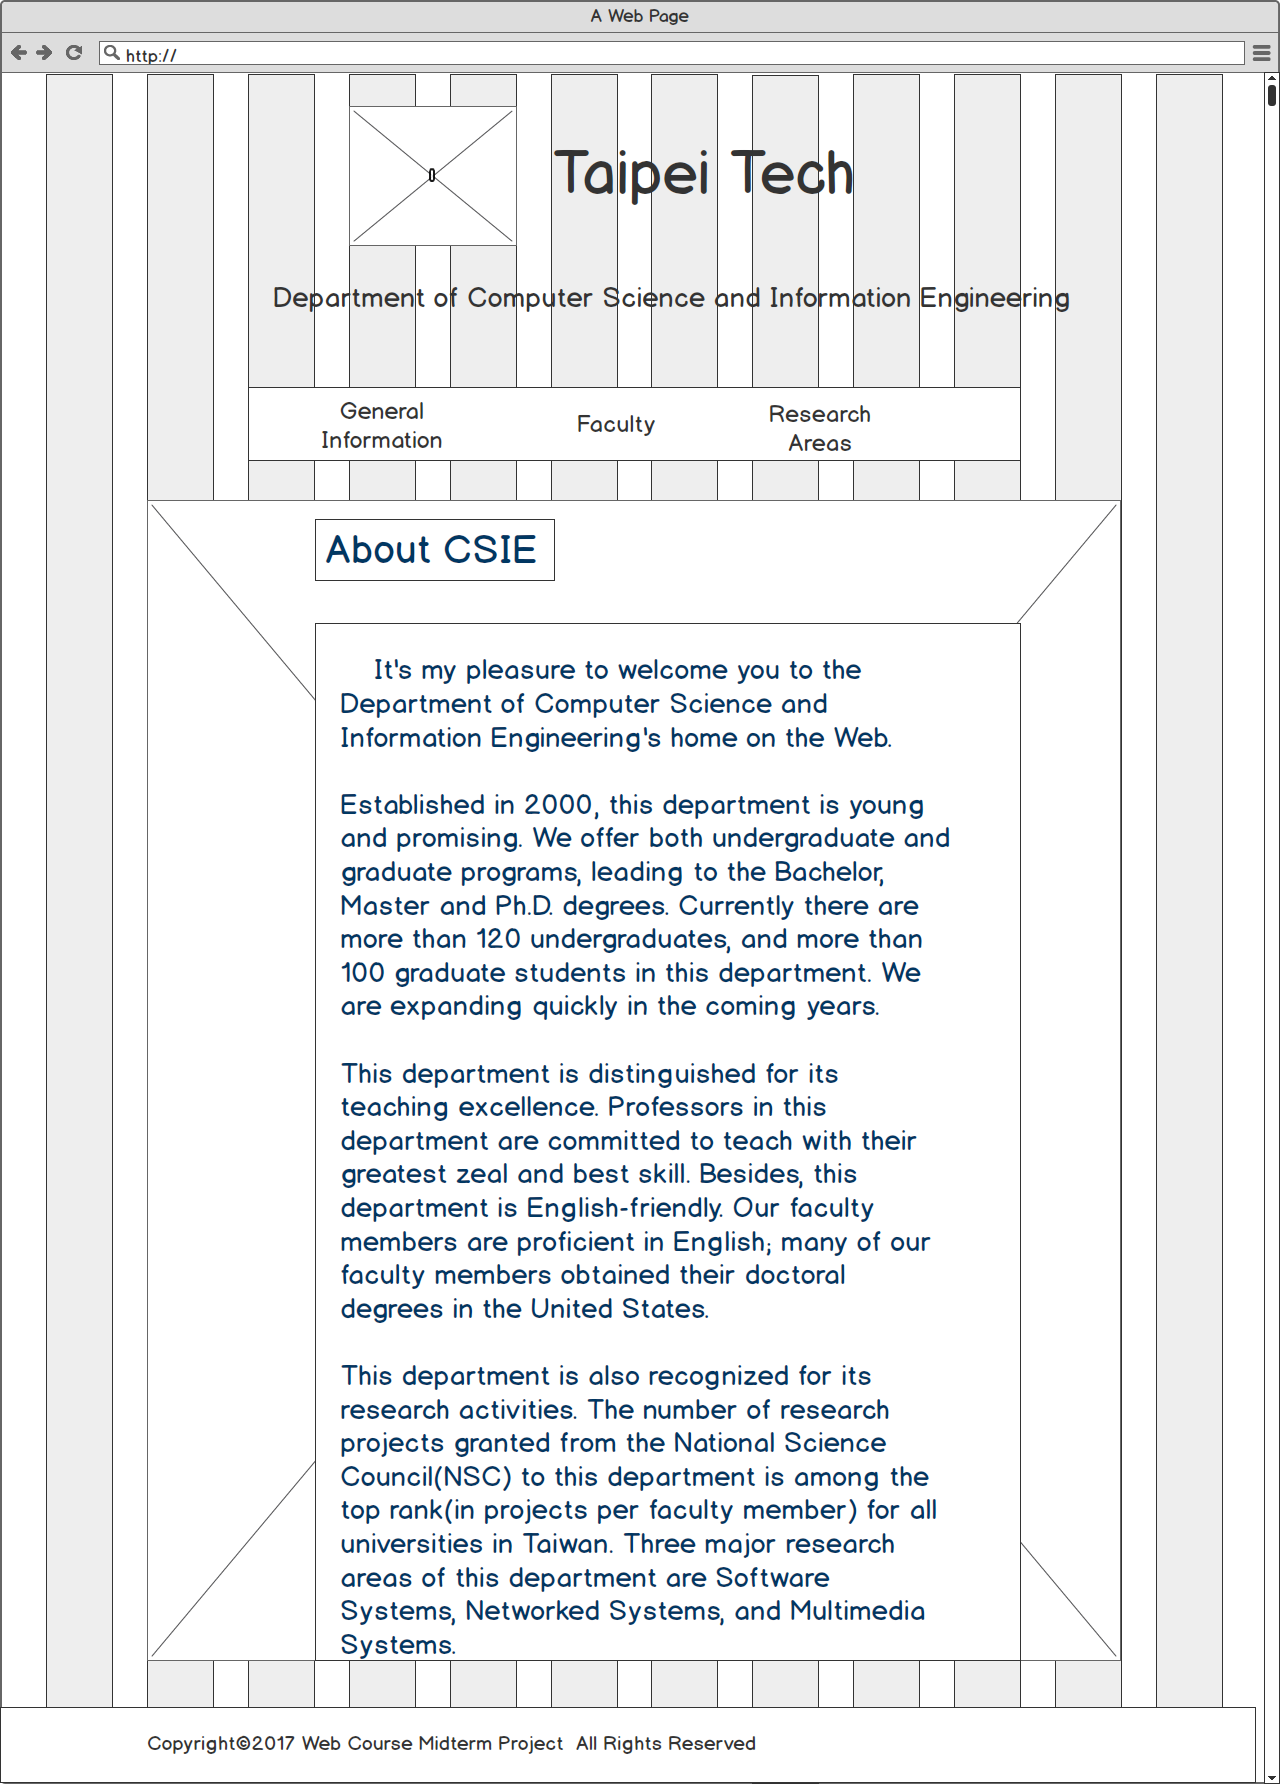 A Web Page
http://
Taipei Tech
Department of Computer Science and Information Engineering
General
Information
Faculty
Research
Areas
About CSIE
It's my pleasure to welcome you to the
Department of Computer Science and
Information Engineering's home on the Web.
Established in 2000, this department is young
and promising. We offer both undergraduate and
graduate programs, leading to the Bachelor,
Master and Ph.D. degrees. Currently there are
more than 120 undergraduates, and more than
100 graduate students in this department. We
are expanding quickly in the coming years.
This department is distinguished for its
teaching excellence. Professors in this
department are committed to teach with their
greatest zeal and best skill. Besides, this
department is English-friendly. Our faculty
members are proficient in English; many of our
faculty members obtained their doctoral
degrees in the United States.
This department is also recognized for its
research activities. The number of research
projects granted from the National Science
Council(NSC) to this department is among the
top rank(in projects per faculty member) for all
universities in Taiwan. Three major research
areas of this department are Software
Systems, Networked Systems, and Multimedia
Systems.
Copyright©2017 Web Course Midterm Project  All Rights Reserved